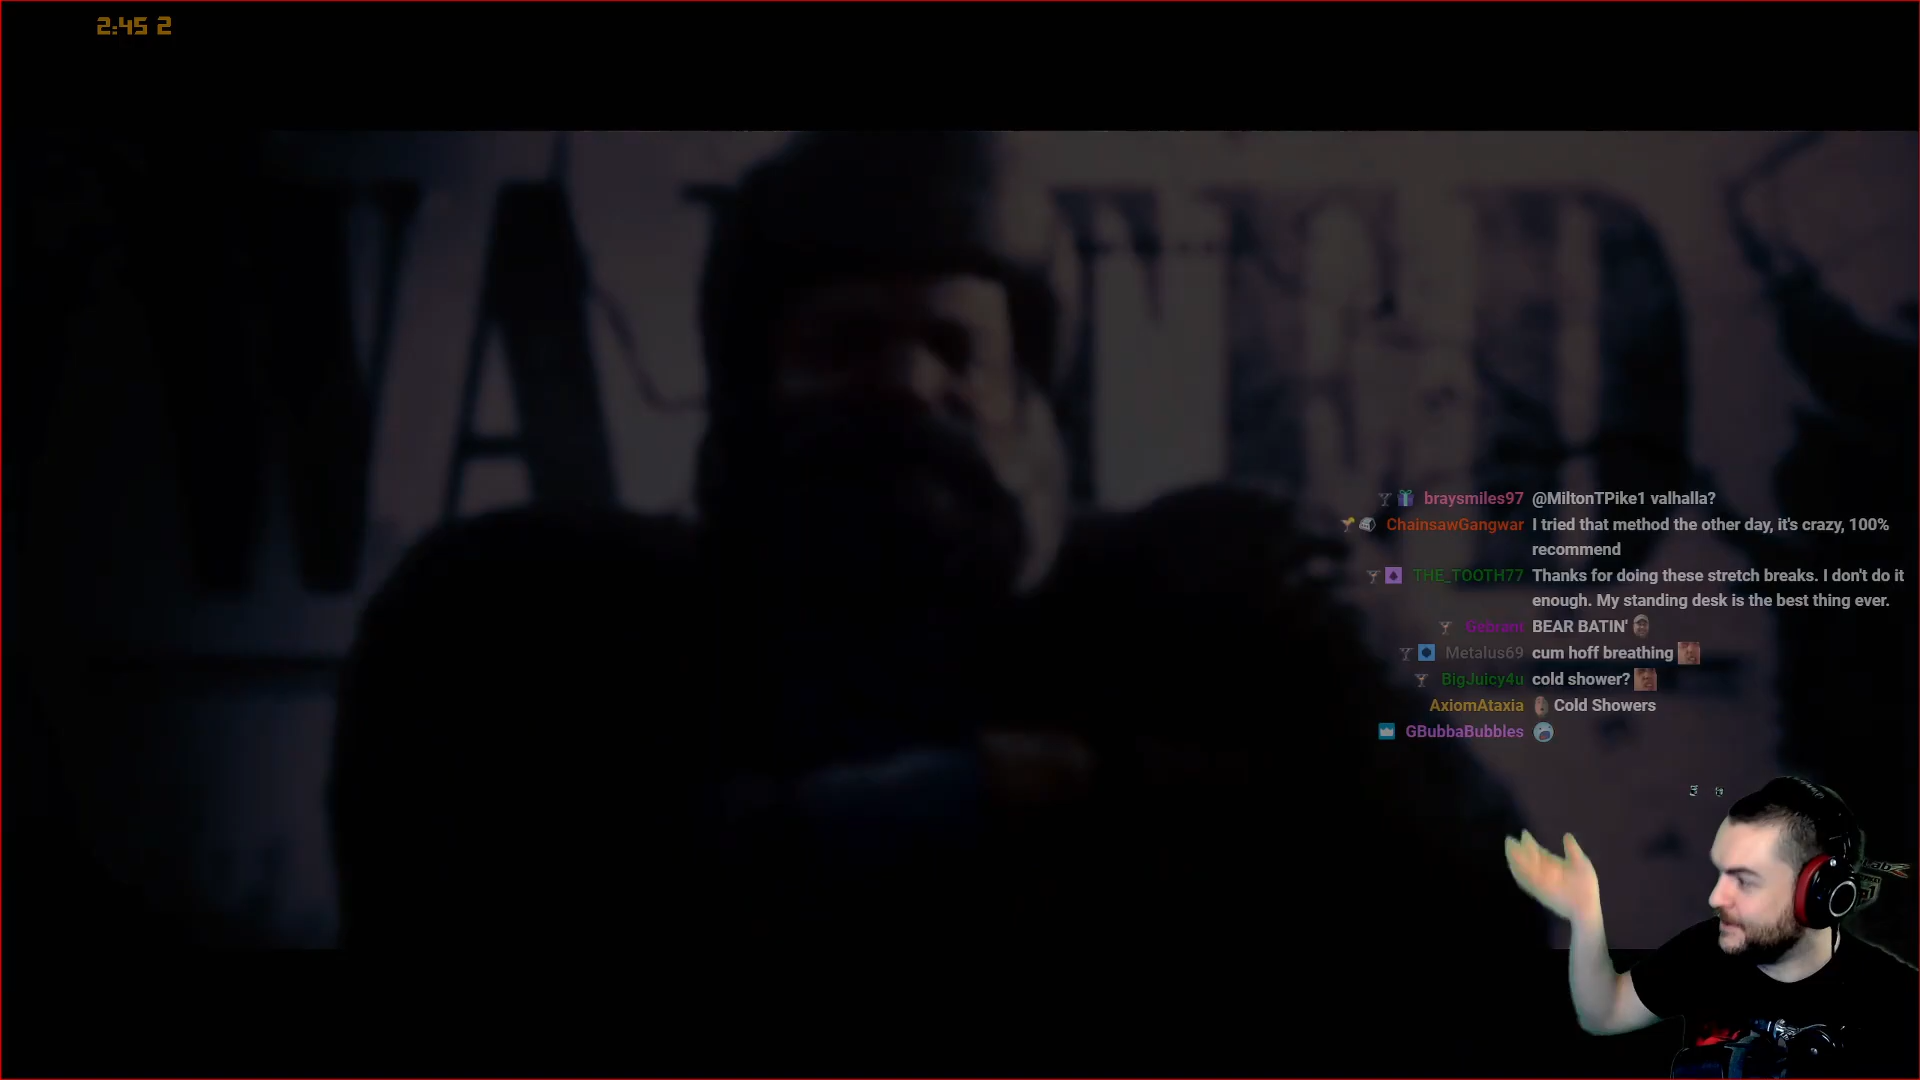 2:45 2
WANTED
braysmiles97 @MiltonTPike1 valhalla?
ChainsawGangwar I tried that method the other day, it's crazy, 100%
recommend
THE_TOOTH77 Thanks for doing these stretch breaks. I don't do it
enough. My standing desk is the best thing ever.
Gebrant BEAR BATIN'
Metalus69 cum hoff breathing
BigJuicy4u cold shower?
AxiomAtaxia Cold Showers
GBubbaBubbles